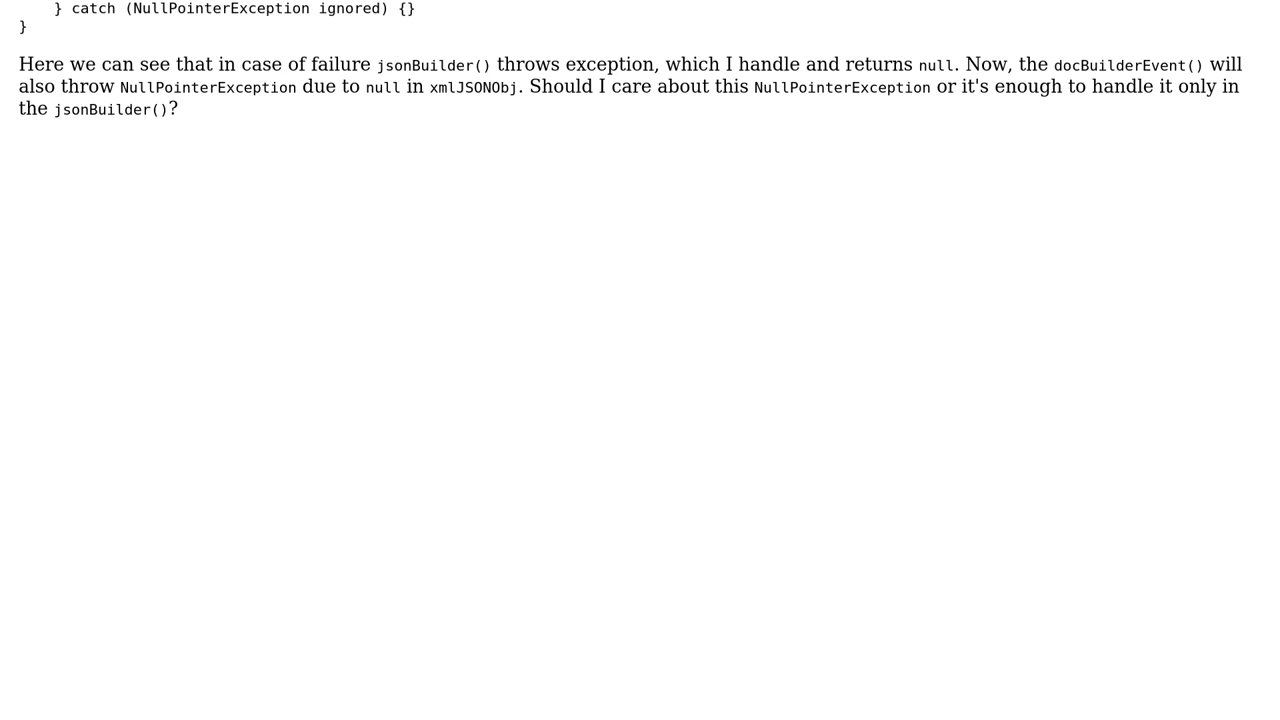 } catch (NullPointerException ignored) {}
}
Here we can see that in case of failure jsonBuilder() throws exception, which I handle and returns null. Now, the docBuilderEvent() will
also throw NullPointerException due to null in xmlJSONObj. Should I care about this NullPointerException or it's enough to handle it only in
the jsonBuilder()?